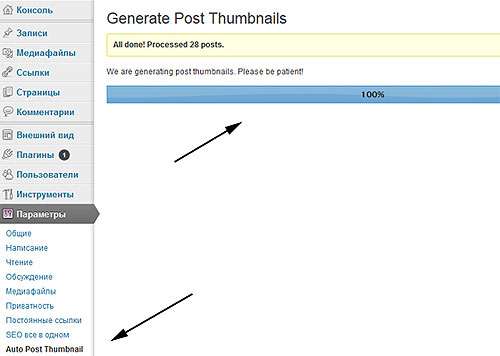 Консоль
Записи
Медиафайлы
Ссылки
Страницы
Комментарии
Внешний вид
Плагины 1
Пользователи
Инструменты
Параметры
Общие
Написание
Чтение
Обсуждение
Медиафайлы
Приватность
Постоянные ссылки
SEO все в одном
Auto Post Thumbnail
Generate Post Thumbnails
All done! Processed 28 posts.
We are generating post thumbnails. Please be patient!
100%